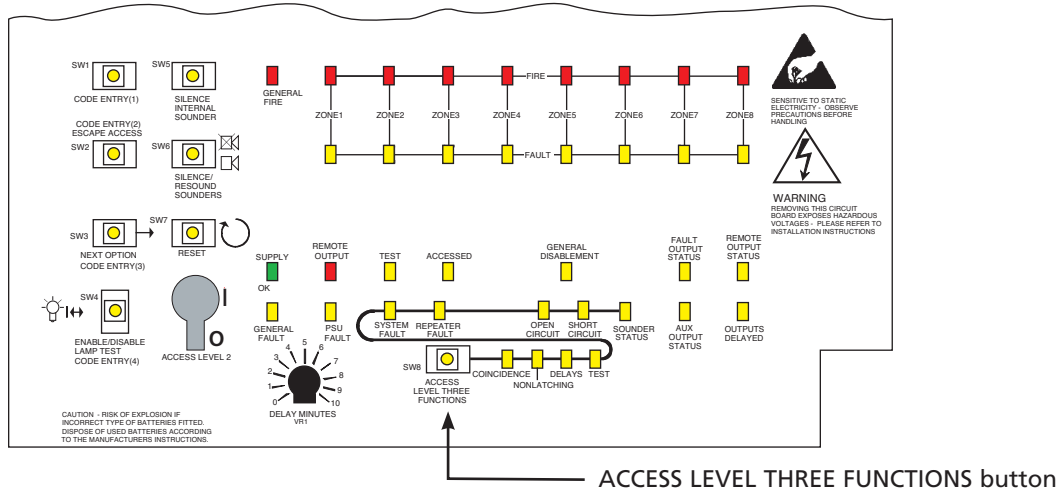 SW1
CODE ENTRY(1)
SW5
SILENCE
INTERNAL
SOUNDER
CODE ENTRY(2)
ESCAPE ACCESS
SW2
SW6
SILENCE/
RESOUND
SOUNDERS
SW3
NEXT OPTION
CODE ENTRY(3)
SW7
RESET
SW4
ENABLE/DISABLE
LAMP TEST
CODE ENTRY(4)
I
O
ACCESS LEVEL 2
GENERAL
FIRE
FIRE
ZONE1
ZONE2
ZONE3
ZONE4
ZONE5
ZONE6
ZONE7
ZONE8
FAULT
SENSITIVE TO STATIC
ELECTRICITY - OBSERVE
PRECAUTIONS BEFORE
HANDLING
WARNING
REMOVING THIS CIRCUIT
BOARD EXPOSES HAZARDOUS
VOLTAGES - PLEASE REFER TO
INSTALLATION INSTRUCTIONS
SUPPLY
OK
REMOTE
OUTPUT
TEST
ACCESSED
GENERAL
DISABLEMENT
FAULT
OUTPUT
STATUS
REMOTE
OUTPUT
STATUS
GENERAL
FAULT
PSU
FAULT
SYSTEM
FAULT
REPEATER
FAULT
OPEN
CIRCUIT
SHORT
CIRCUIT
SOUNDER
STATUS
AUX
OUTPUT
STATUS
OUTPUTS
DELAYED
0
1
2
3
4
5
6
7
8
9
10
DELAY MINUTES
VR1
SW8
ACCESS
LEVEL THREE
FUNCTIONS
COINCIDENCE
NONLATCHING
DELAYS
TEST
CAUTION - RISK OF EXPLOSION IF
INCORRECT TYPE OF BATTERIES FITTED.
DISPOSE OF USED BATTERIES ACCORDING
TO THE MANUFACTURERS INSTRUCTIONS.
ACCESS LEVEL THREE FUNCTIONS button